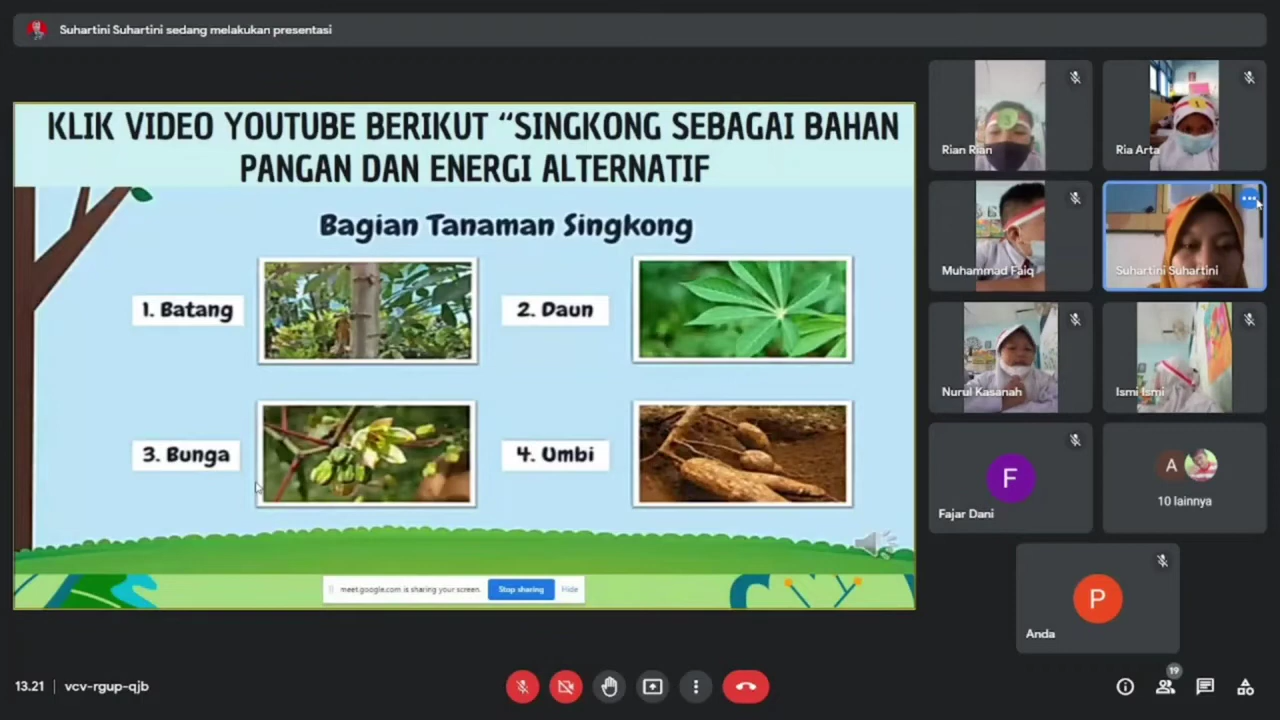 Suhartini Suhartini sedang melakukan presentasi
KLIK VIDEO YOUTUBE BERIKUT “SINGKONG SEBAGAI BAHAN
PANGAN DAN ENERGI ALTERNATIF
Bagian Tanaman Singkong
1. Batang
2. Daun
3. Bunga
4. Umbi
meet.google.com is sharing your screen.
Stop sharing
Hide
Rian Rian
Ria Arta
Muhammad Faiq
Suhartini Suhartini
Nurul Kasanah
Ismi Ismi
F
Fajar Dani
A
10 lainnya
P
Anda
13.21 | vcv-rgup-qjb
19